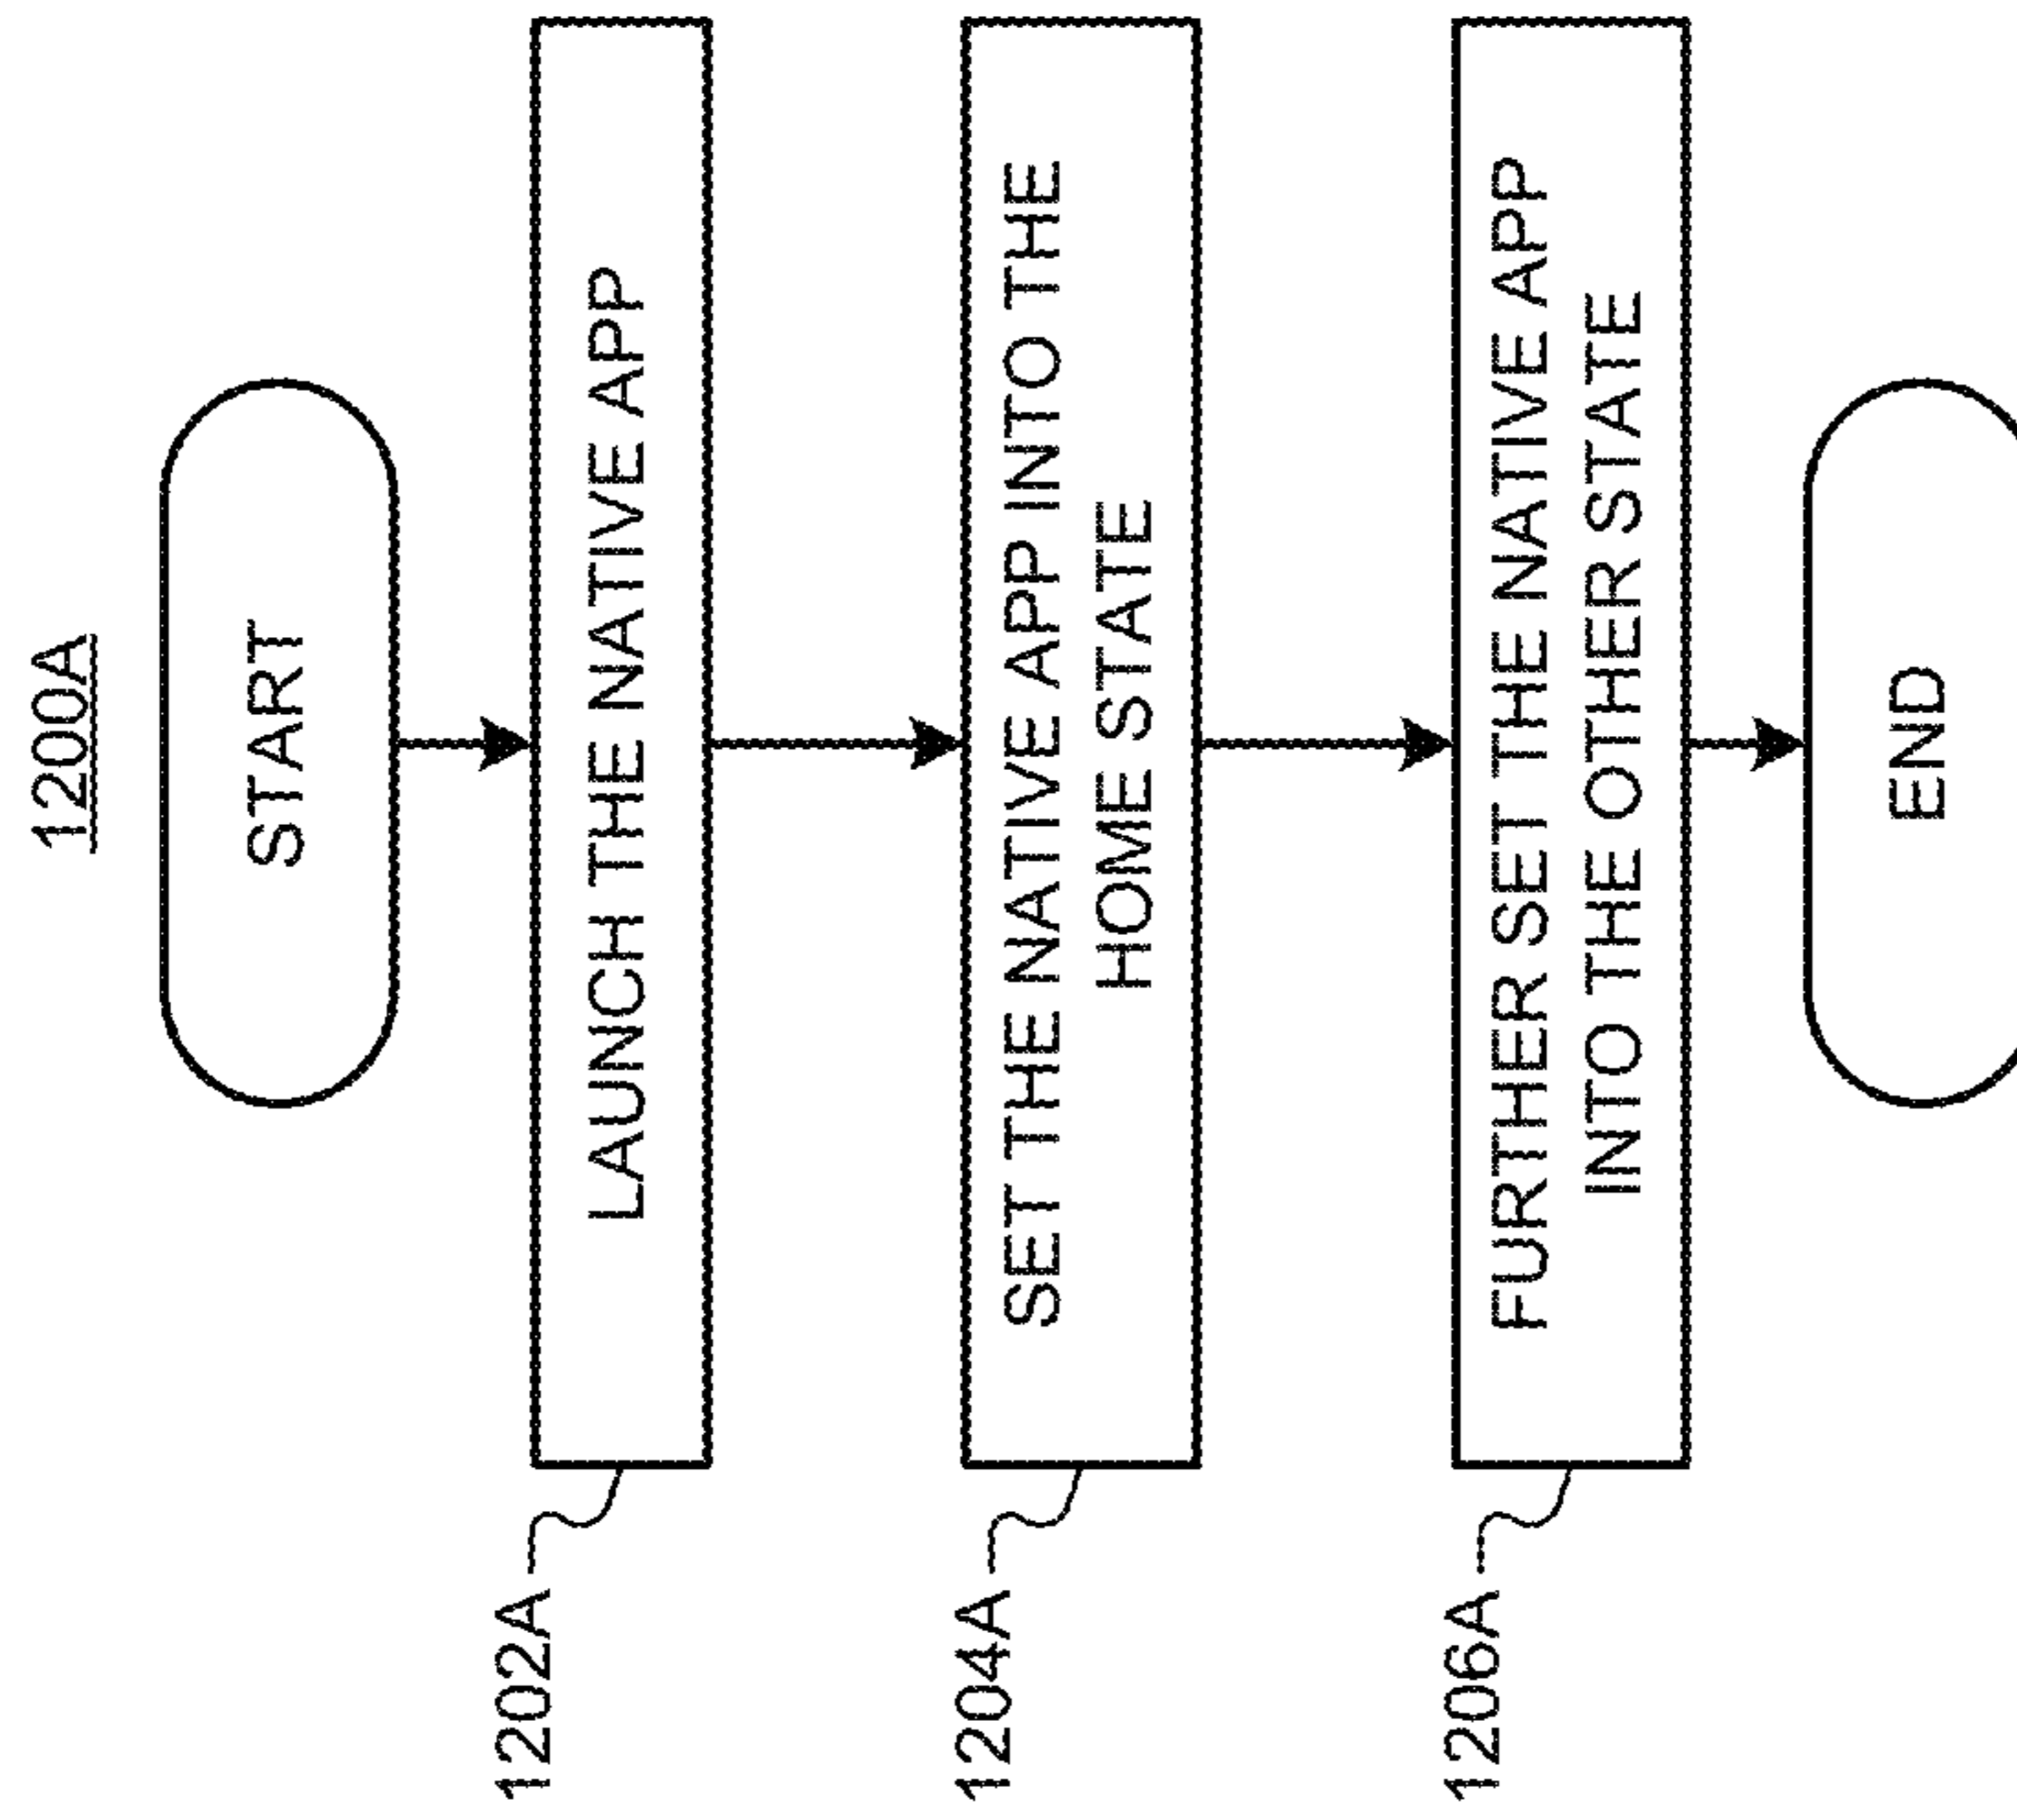 1200A
START
1202A
LAUNCH THE NATIVE APP
1204A
SET THE NATIVE APP INTO THE
HOME STATE
1206A
FURTHER SET THE NATIVE APP
INTO THE OTHER STATE
END